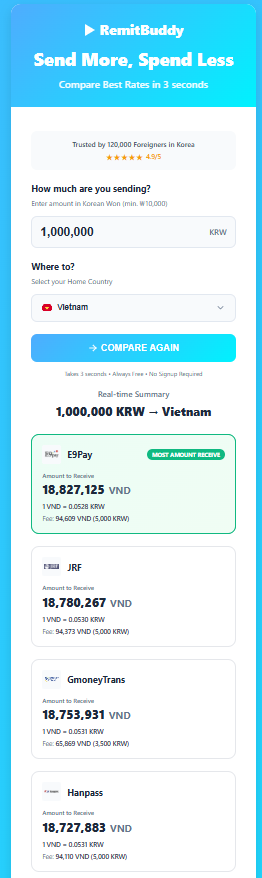 RemitBuddy
Send More, Spend Less
Compare Best Rates in 3 seconds
Trusted by 120,000 Foreigners in Korea
★★★★★ 4.9/5
How much are you sending?
Enter amount in Korean Won (min. ₩10,000)
1,000,000 KRW
Where to?
Select your Home Country
Vietnam
→ COMPARE AGAIN
Takes 3 seconds • Always Free • No Signup Required
Real-time Summary
1,000,000 KRW → Vietnam
E9Pay MOST AMOUNT RECEIVE
Amount to Receive
18,827,125 VND
1 VND = 0.0528 KRW
Fee: 94,609 VND (5,000 KRW)
JRF
Amount to Receive
18,780,267 VND
1 VND = 0.0530 KRW
Fee: 94,373 VND (5,000 KRW)
GmoneyTrans
Amount to Receive
18,753,931 VND
1 VND = 0.0531 KRW
Fee: 65,869 VND (3,500 KRW)
Hanpass
Amount to Receive
18,727,883 VND
1 VND = 0.0531 KRW
Fee: 94,110 VND (5,000 KRW)